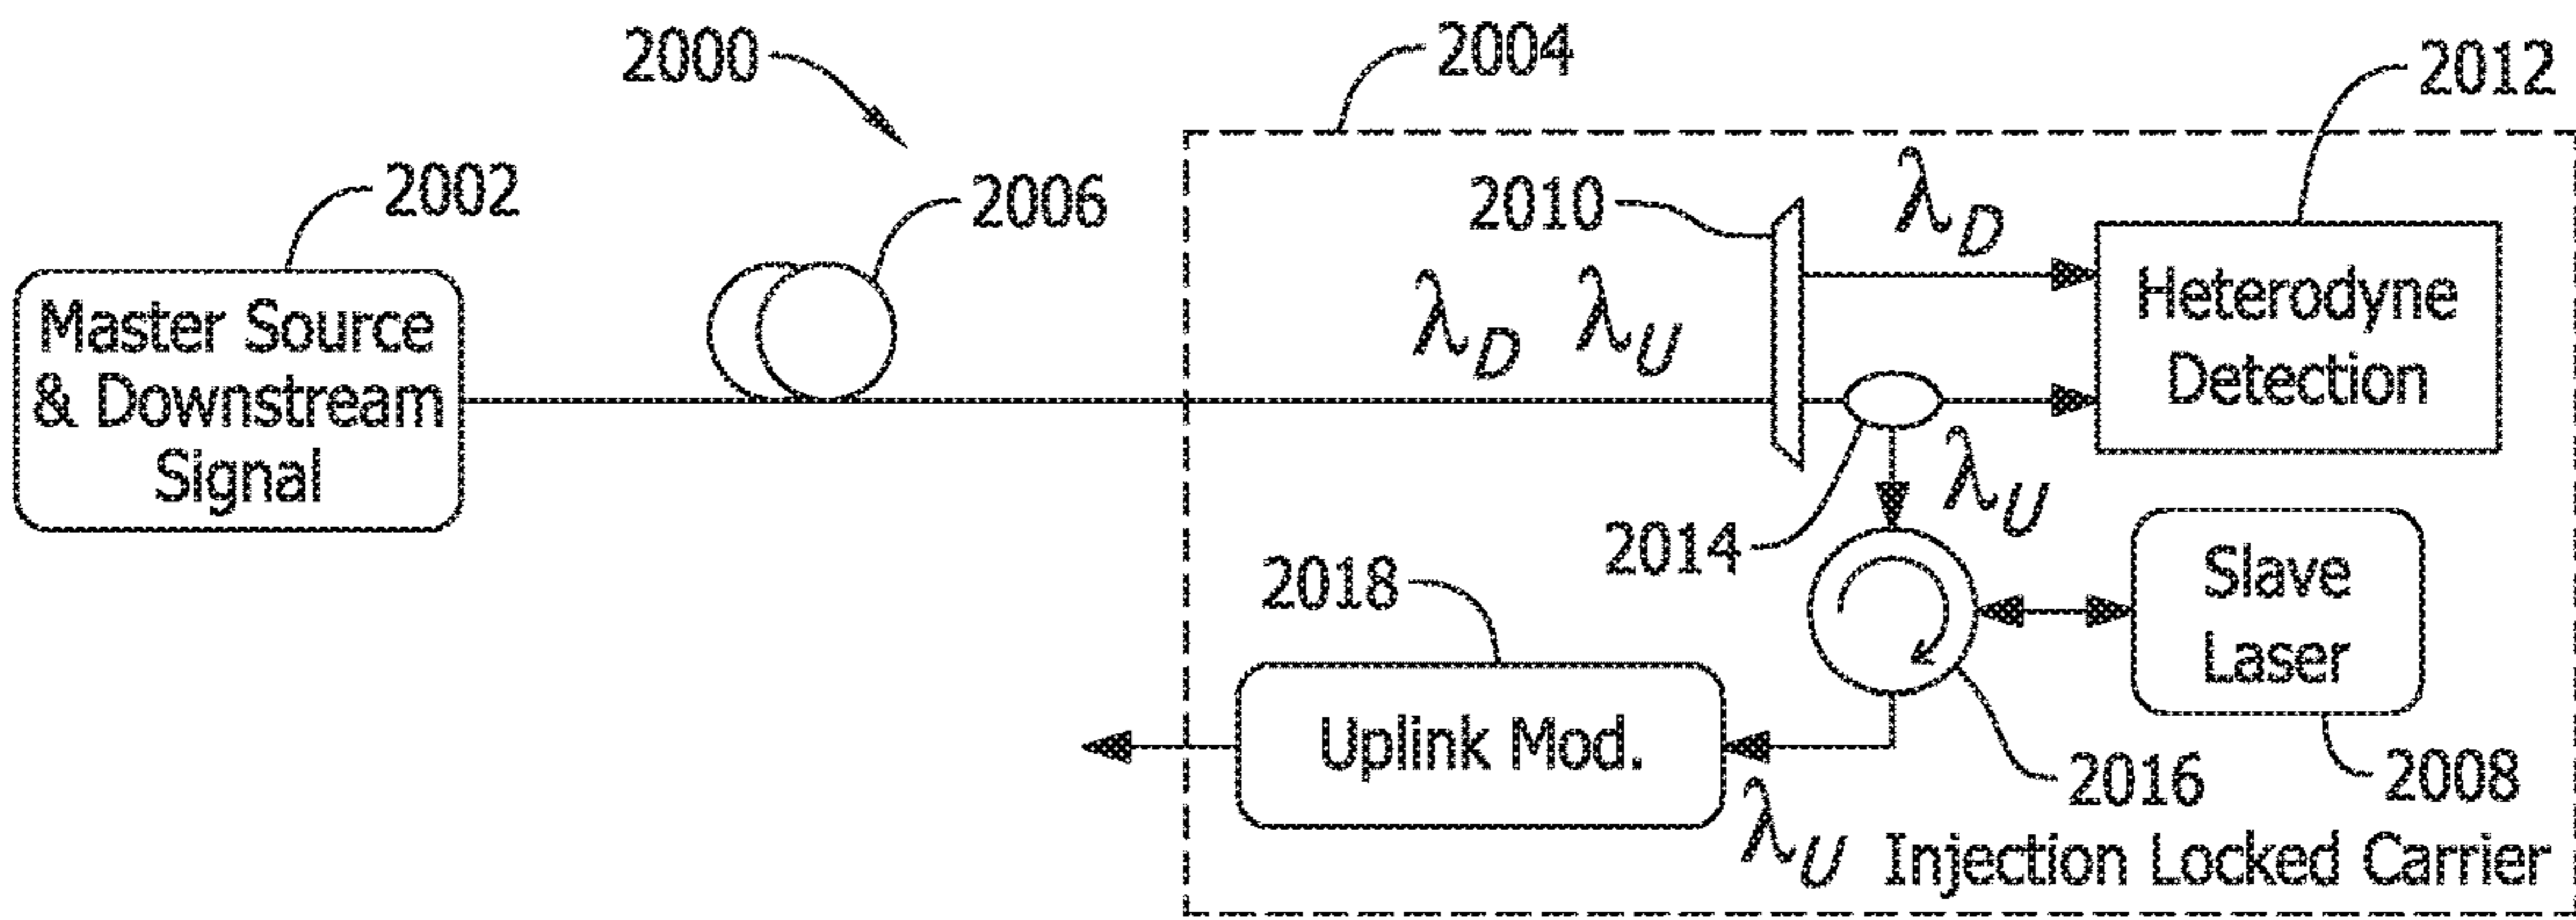 2000
2004
2012
2002
2006
2010
λD
Master Source
& Downstream
Signal
λD λU
Heterodyne
Detection
λU
2014
2018
Slave
Laser
Uplink Mod.
2016
2008
λU Injection Locked Carrier